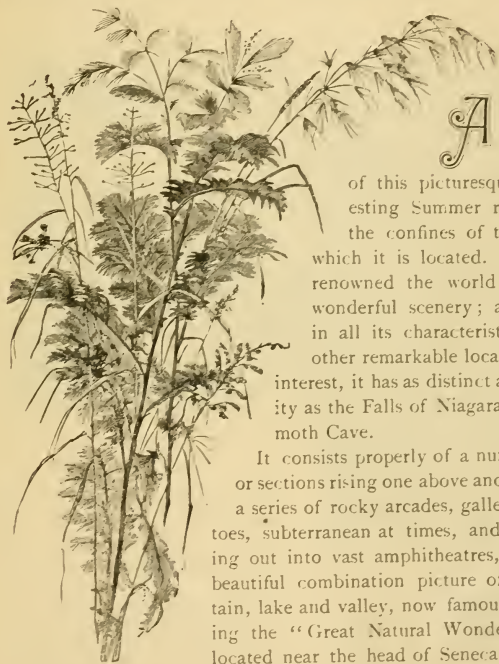 A
of this picturesqu
esting Summer r
the confines of t
which it is located.
renowned the world
wonderful scenery; a
in all its characterist
other remarkable loca
interest, it has as distinct a
ity as the Falls of Niagara
moth Cave.
It consists properly of a nu
or sections rising one above and
a series of rocky arcades, galle
toes, subterranean at times, and
ing out into vast amphitheatres,
beautiful combination picture o
tain, lake and valley, now famou
ing the "Great Natural Wonde
located near the head of Seneca